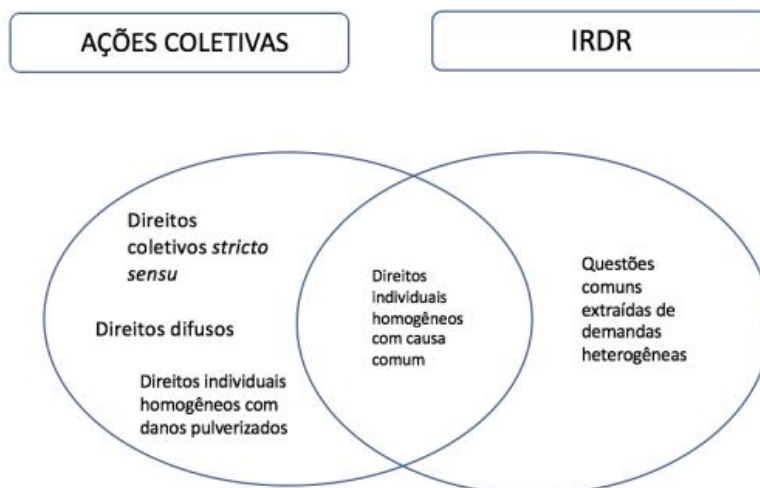 AÇÕES COLETIVAS
IRDR
Direitos
coletivos stricto
sensu
Direitos difusos
Direitos individuais
homogêneos com
danos pulverizados
Direitos
individuais
homogêneos
com causa
comum
Questões
comuns
extraídas de
demandas
heterogêneas